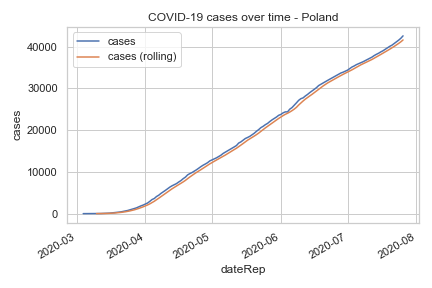 COVID-19 cases over time - Poland
cases
cases (rolling)
40000
30000
20000
10000
0
cases
2020-03
2020-04
2020-05
2020-06
2020-07
2020-08
dateRep